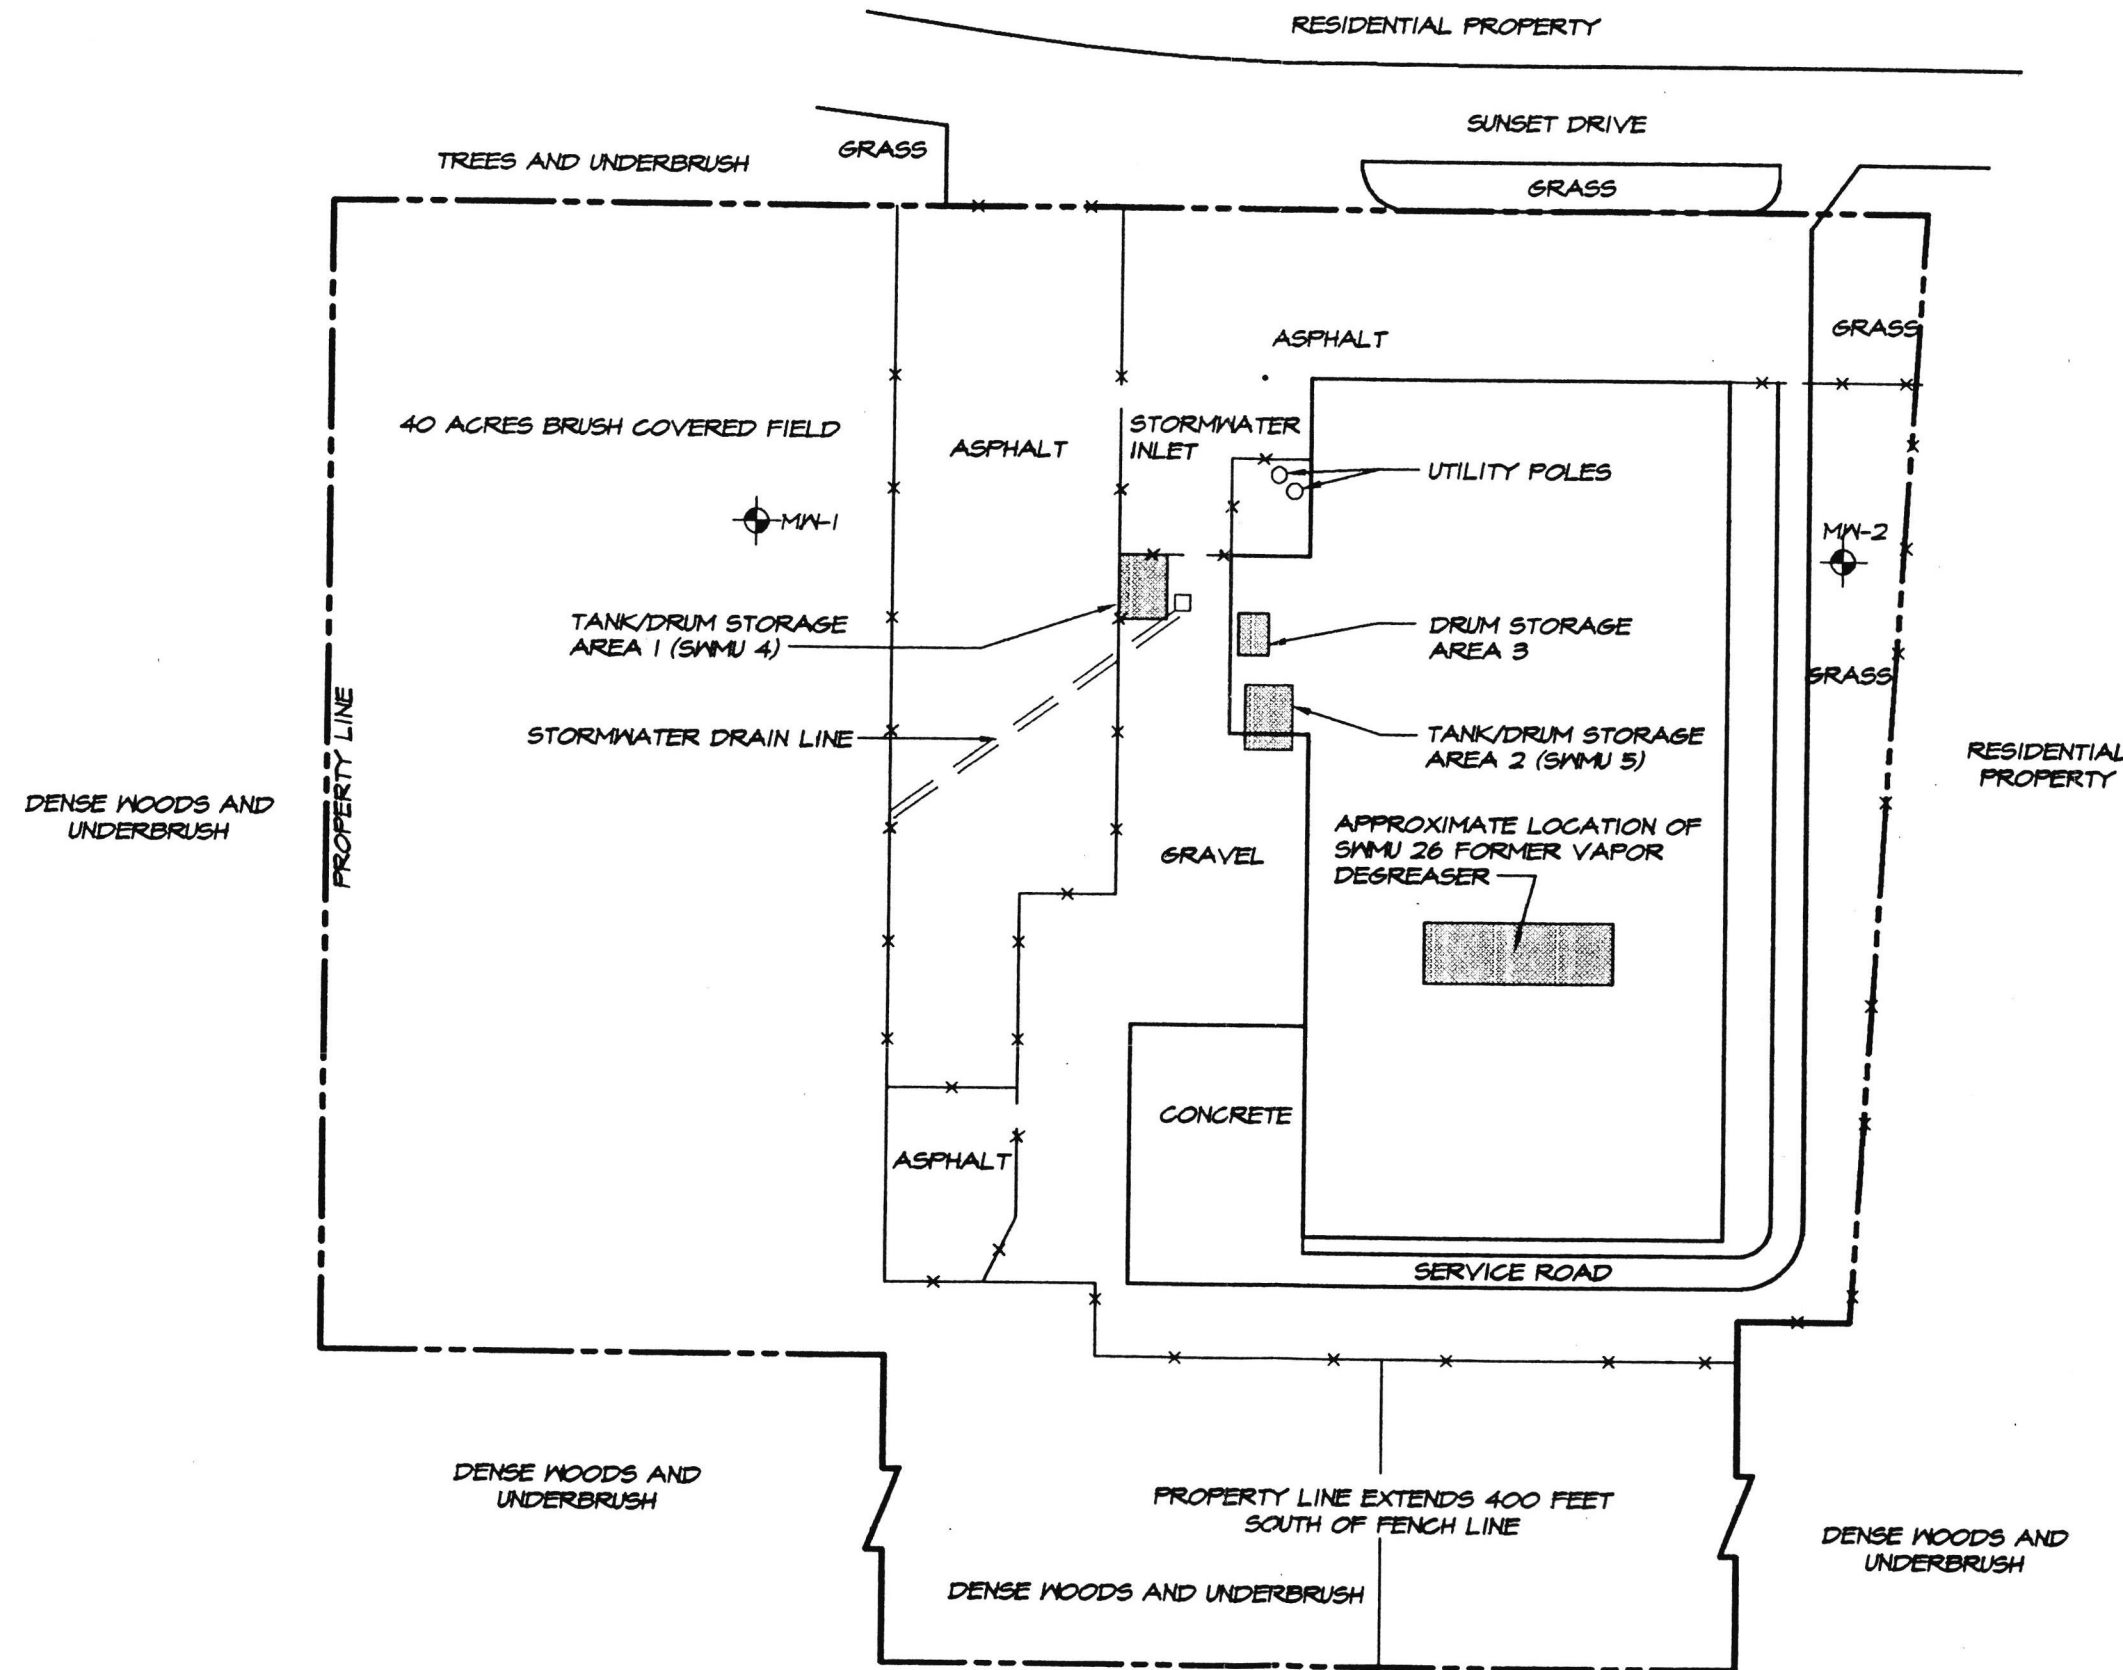 RESIDENTIAL PROPERTY
SUNSET DRIVE
GRASS
TREES AND UNDERBRUSH
GRASS
GRASS
ASPHALT
40 ACRES BRUSH COVERED FIELD
ASPHALT
STORMWATER
INLET
UTILITY POLES
MW-1
MW-2
TANK/DRUM STORAGE
AREA 1 (SWMU 4)
DRUM STORAGE
AREA 3
GRASS
PROPERTY LINE
STORMWATER DRAIN LINE
TANK/DRUM STORAGE
AREA 2 (SWMU 5)
RESIDENTIAL
PROPERTY
DENSE WOODS AND
UNDERBRUSH
APPROXIMATE LOCATION OF
SWMU 26 FORMER VAPOR
DEGREASER
GRAVEL
CONCRETE
ASPHALT
SERVICE ROAD
DENSE WOODS AND
UNDERBRUSH
PROPERTY LINE EXTENDS 400 FEET
SOUTH OF FENCH LINE
DENSE WOODS AND
UNDERBRUSH
DENSE WOODS AND UNDERBRUSH